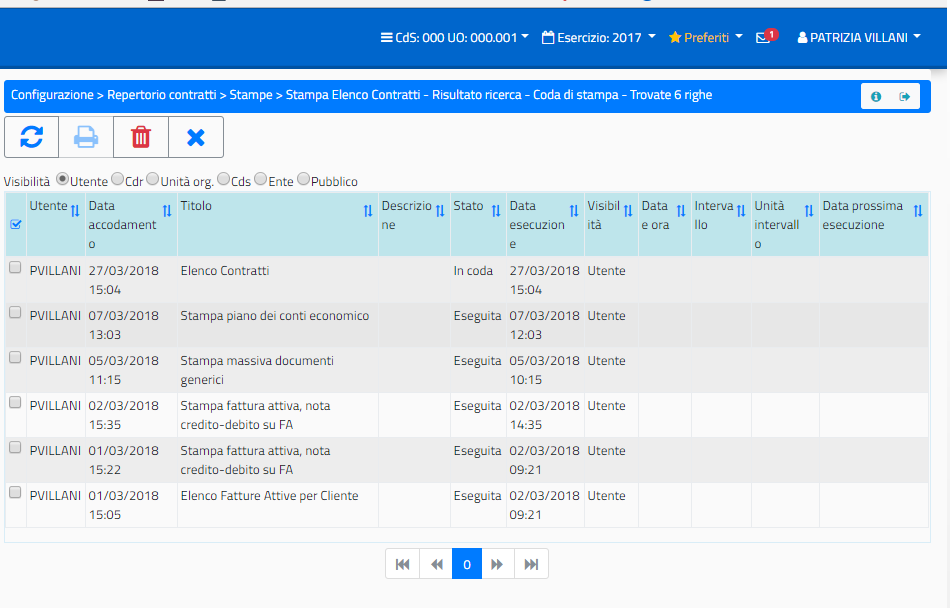 CdS: 000 UO: 000.001 Esercizio: 2017 Preferiti 1 PATRIZIA VILLANI
Configurazione > Repertorio contratti > Stampe > Stampa Elenco Contratti - Risultato ricerca - Coda di stampa - Trovate 6 righe
Visibilità Utente Cdr Unità org. Cds Ente Pubblico
Utente Data accodamento Titolo Descrizione Stato Data esecuzione Visibilità Data e ora Intervallo Unità intervallo Data prossima esecuzione
PVILLANI 27/03/2018 15:04 Elenco Contratti In coda 27/03/2018 15:04 Utente
PVILLANI 07/03/2018 13:03 Stampa piano dei conti economico Eseguita 07/03/2018 12:03 Utente
PVILLANI 05/03/2018 11:15 Stampa massiva documenti generici Eseguita 05/03/2018 10:15 Utente
PVILLANI 02/03/2018 15:35 Stampa fattura attiva, nota credito-debito su FA Eseguita 02/03/2018 14:35 Utente
PVILLANI 01/03/2018 15:22 Stampa fattura attiva, nota credito-debito su FA Eseguita 02/03/2018 09:21 Utente
PVILLANI 01/03/2018 15:05 Elenco Fatture Attive per Cliente Eseguita 02/03/2018 09:21 Utente
0